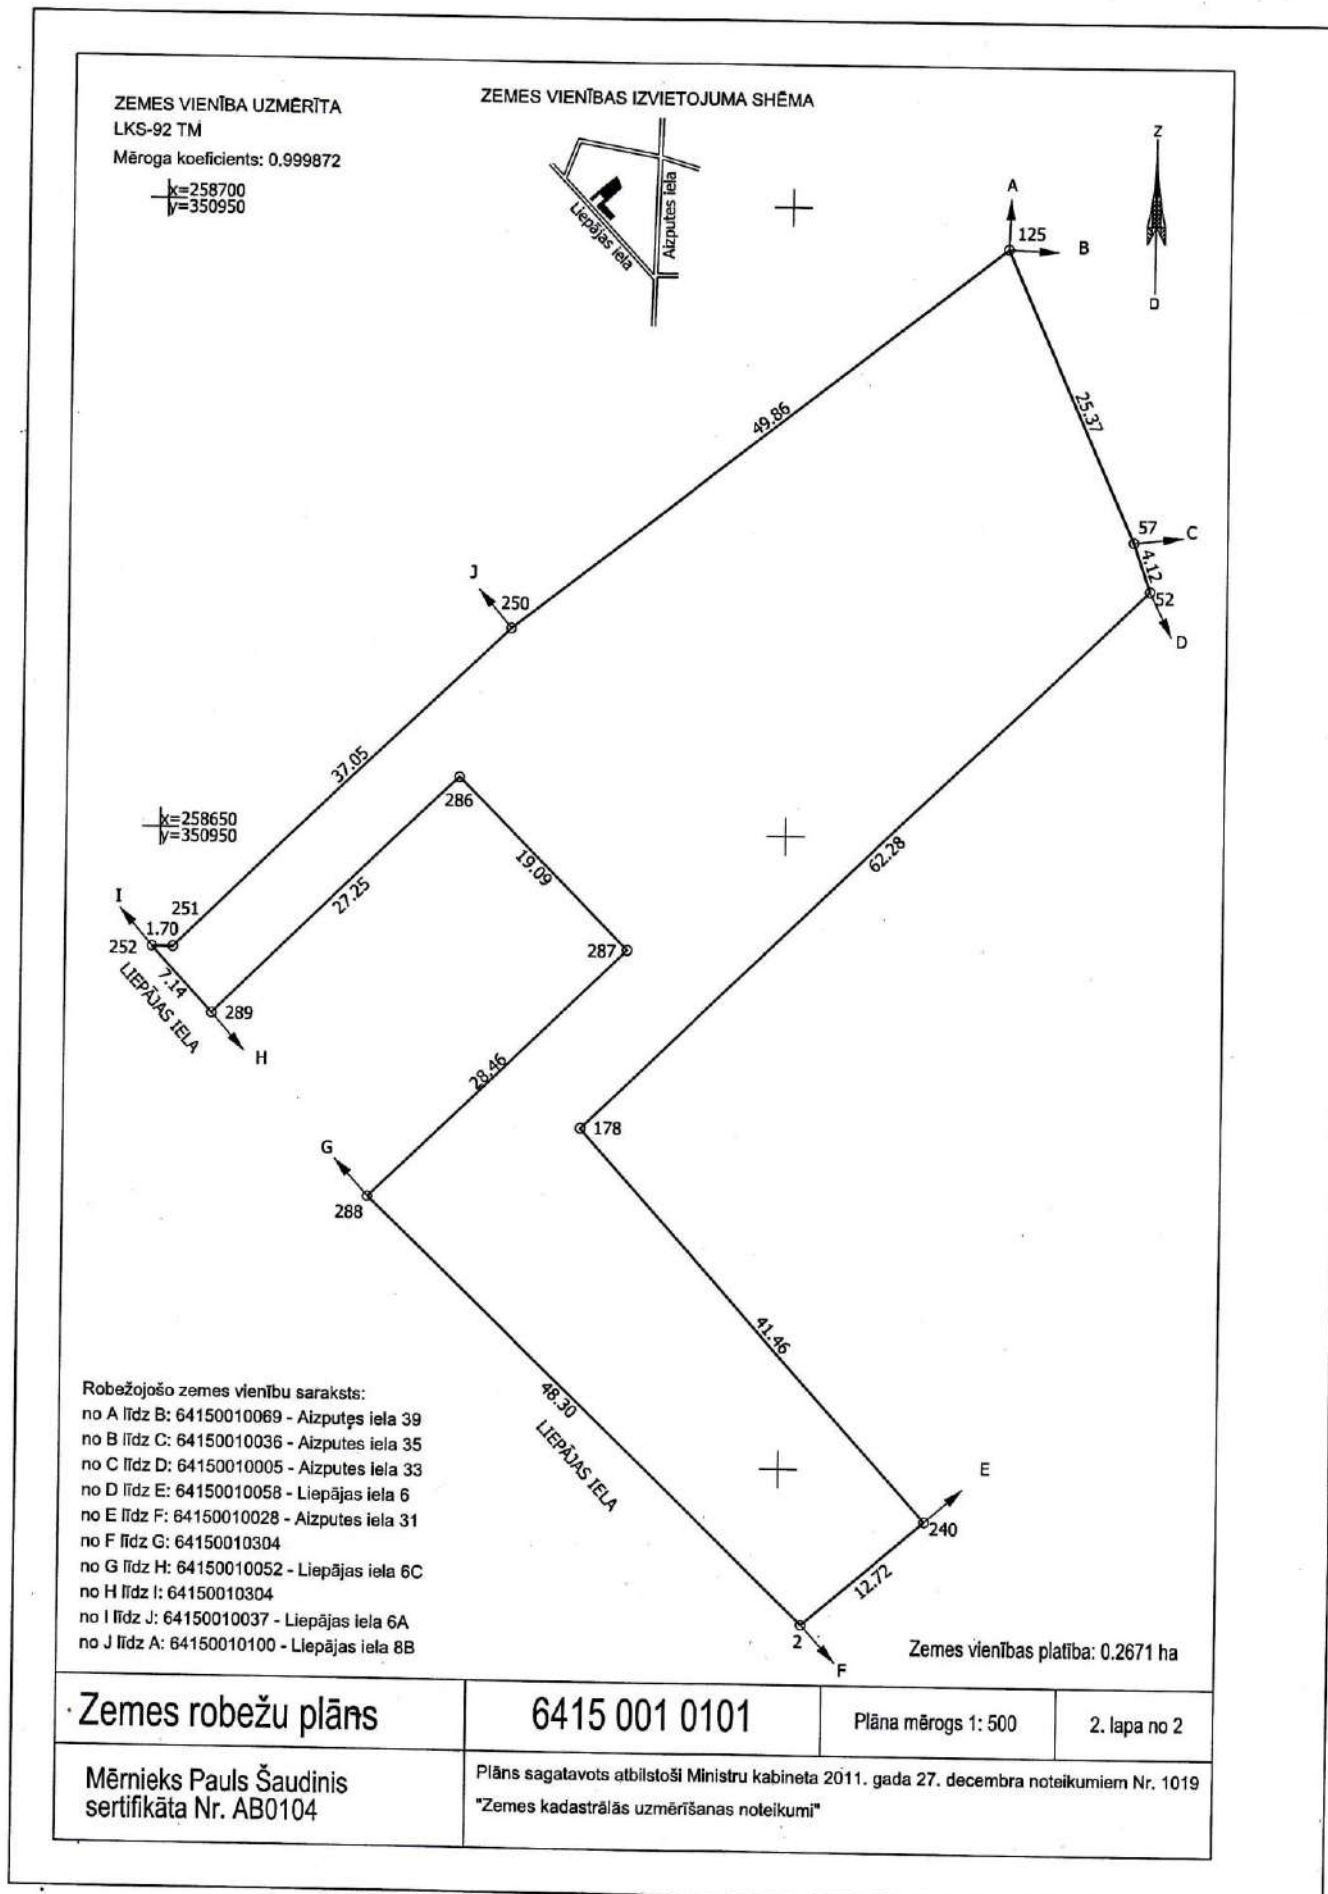 ZEMES VIENĪBA UZMĒRĪTA
LKS-92 TM
Mēroga koeficients: 0.999872
x=258700
y=350950
ZEMES VIENĪBAS IZVIETOJUMA SHĒMA
Liepājas iela
Aizputes iela
Z
D
A
125
B
49.86
25.37
57
C
4.12
52
D
J
250
37.05
286
x=258650
y=350950
19.09
62.28
27.25
I
251
1.70
252
287
7.14
289
LIEPĀJAS IELA
H
28.46
178
G
288
41.46
48.30
LIEPĀJAS IELA
E
240
12.72
2
F
Robežojošo zemes vienību saraksts:
no A līdz B: 64150010069 - Aizputes iela 39
no B līdz C: 64150010036 - Aizputes iela 35
no C līdz D: 64150010005 - Aizputes iela 33
no D līdz E: 64150010058 - Liepājas iela 6
no E līdz F: 64150010028 - Aizputes iela 31
no F līdz G: 64150010304
no G līdz H: 64150010052 - Liepājas iela 6C
no H līdz I: 64150010304
no I līdz J: 64150010037 - Liepājas iela 6A
no J līdz A: 64150010100 - Liepājas iela 8B
Zemes vienības platība: 0.2671 ha
Zemes robežu plāns
6415 001 0101
Plāna mērogs 1: 500
2. lapa no 2
Mērnieks Pauls Šaudinis
sertifikāta Nr. AB0104
Plāns sagatavots atbilstoši Ministru kabineta 2011. gada 27. decembra noteikumiem Nr. 1019
"Zemes kadastrālās uzmērīšanas noteikumi"